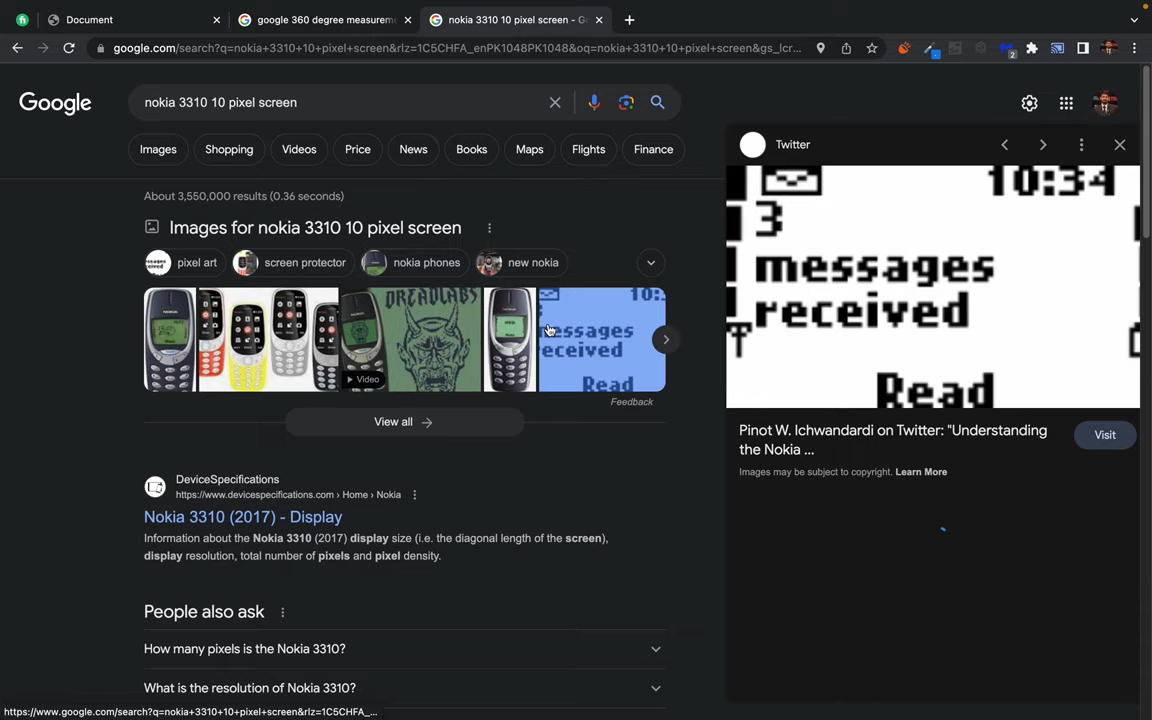 Document
google 360 degree measurem
nokia 3310 10 pixel screen - G
google.com/search?q=nokia+3310+10+pixel+screen&rlz=1C5CHFA_enPK1048PK1048&oq=nokia+3310+10+pixel+screen&gs_lcr...
2
Google
nokia 3310 10 pixel screen
Images
Shopping
Videos
Price
News
Books
Maps
Flights
Finance
About 3,550,000 results (0.36 seconds)
Images for nokia 3310 10 pixel screen
pixel art
screen protector
nokia phones
new nokia
DREADLABS
Video
10:
essages
eceived
Read
Feedback
View all
DeviceSpecifications
https://www.devicespecifications.com › Home › Nokia
Nokia 3310 (2017) - Display
Information about the Nokia 3310 (2017) display size (i.e. the diagonal length of the screen),
display resolution, total number of pixels and pixel density.
People also ask
How many pixels is the Nokia 3310?
What is the resolution of Nokia 3310?
Twitter
10:34
3
messages
received
Read
Pinot W. Ichwandardi on Twitter: "Understanding
the Nokia ...
Visit
Images may be subject to copyright. Learn More
https://www.google.com/search?q=nokia+3310+10+pixel+screen&rlz=1C5CHFA_...